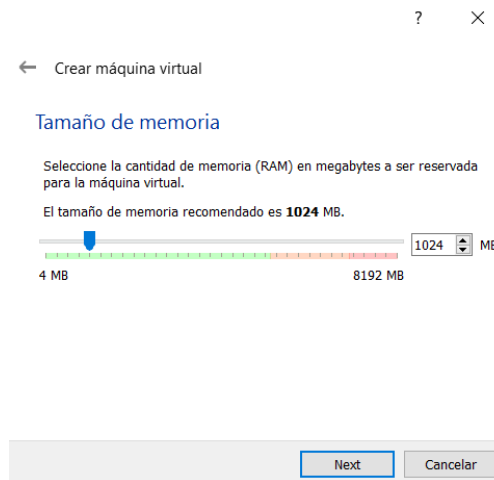 ?
Crear máquina virtual
Tamaño de memoria
Seleccione la cantidad de memoria (RAM) en megabytes a ser reservada
para la máquina virtual.
El tamaño de memoria recomendado es 1024 MB.
1024 MB
4 MB 8192 MB
Next Cancelar